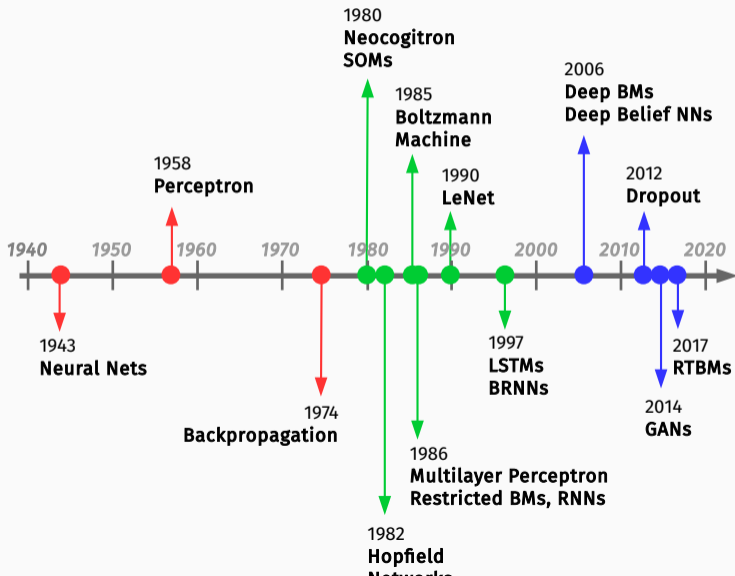 1980
Neocogitron
SOMs
2006
Deep BMs
Deep Belief NNs
1985
Boltzmann
Machine
1958
Perceptron
1990
LeNet
2012
Dropout
1940 1950 1960 1970 1980 1990 2000 2010 2020
1943
Neural Nets
1997
LSTMs
BRNNs
2017
RTBMs
1974
Backpropagation
2014
GANs
1986
Multilayer Perceptron
Restricted BMs, RNNs
1982
Hopfield
Networks